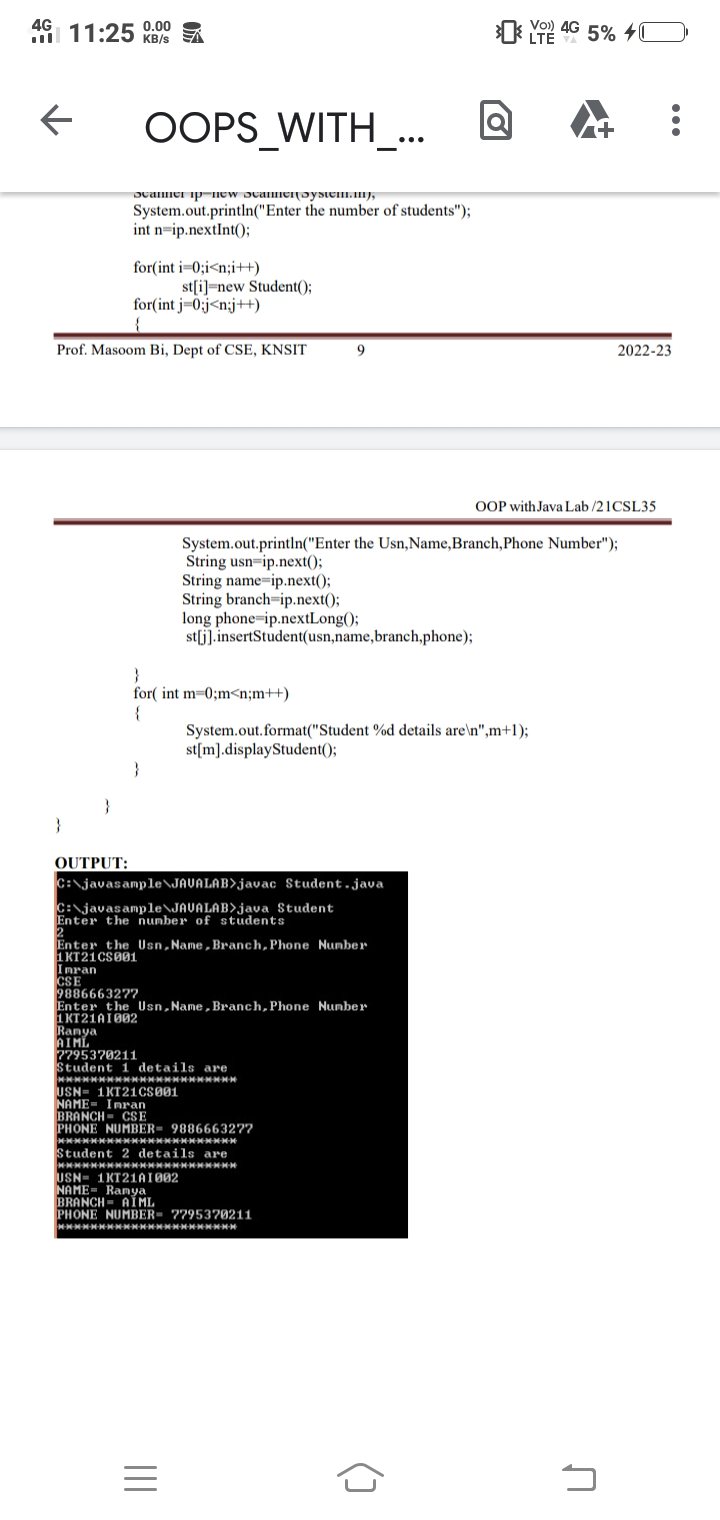 4G 11:25 0.00 KB/s Vo)) LTE 4G 5%
OOPS_WITH_...
Scanner ip=new Scanner(System.in);
System.out.println("Enter the number of students");
int n=ip.nextInt();
for(int i=0;i<n;i++)
st[i]=new Student();
for(int j=0;j<n;j++)
{
Prof. Masoom Bi, Dept of CSE, KNSIT 9 2022-23
OOP with Java Lab /21CSL35
System.out.println("Enter the Usn,Name,Branch,Phone Number");
String usn=ip.next();
String name=ip.next();
String branch=ip.next();
long phone=ip.nextLong();
st[j].insertStudent(usn,name,branch,phone);
}
for( int m=0;m<n;m++)
{
System.out.format("Student %d details are\n",m+1);
st[m].displayStudent();
}
}
}
OUTPUT:
C:\javasample\JAVALAB>javac Student.java
C:\javasample\JAVALAB>java Student
Enter the number of students
2
Enter the Usn,Name,Branch,Phone Number
1KT21CS001
Imran
CSE
9886663277
Enter the Usn,Name,Branch,Phone Number
1KT21AI002
Ramya
AIML
7795370211
Student 1 details are
**********************
USN= 1KT21CS001
NAME= Imran
BRANCH= CSE
PHONE NUMBER= 9886663277
**********************
Student 2 details are
**********************
USN= 1KT21AI002
NAME= Ramya
BRANCH= AIML
PHONE NUMBER= 7795370211
**********************